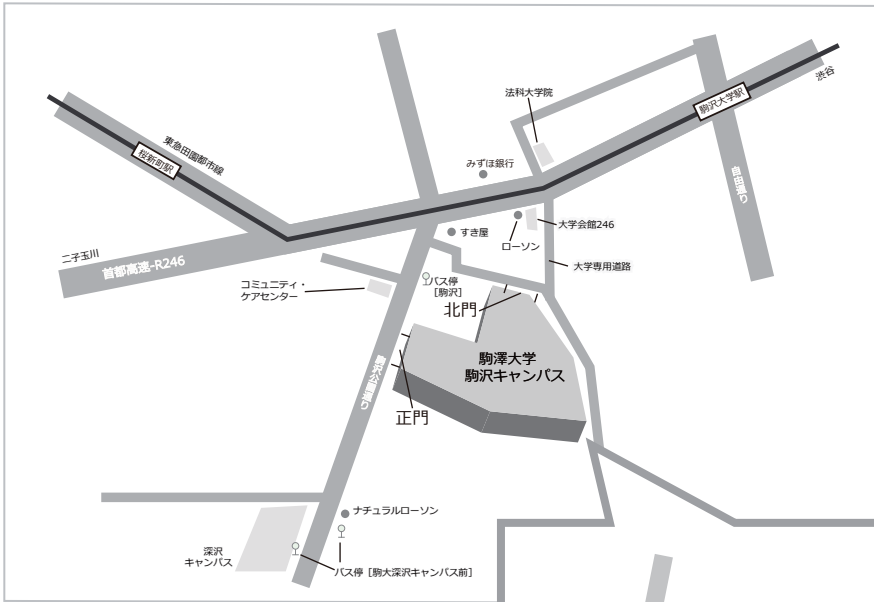 法科大学院
駒沢大学駅
渋谷
東急田園都市線
桜新町駅
みずほ銀行
自由通り
すき屋
ローソン
大学会館246
二子玉川
首都高速-R246
大学専用道路
コミュニティ・
ケアセンター
バス停
[駒沢]
北門
駒澤大学
駒沢キャンパス
駒沢公園通り
正門
ナチュラルローソン
深沢
キャンパス
バス停 [駒大深沢キャンパス前]